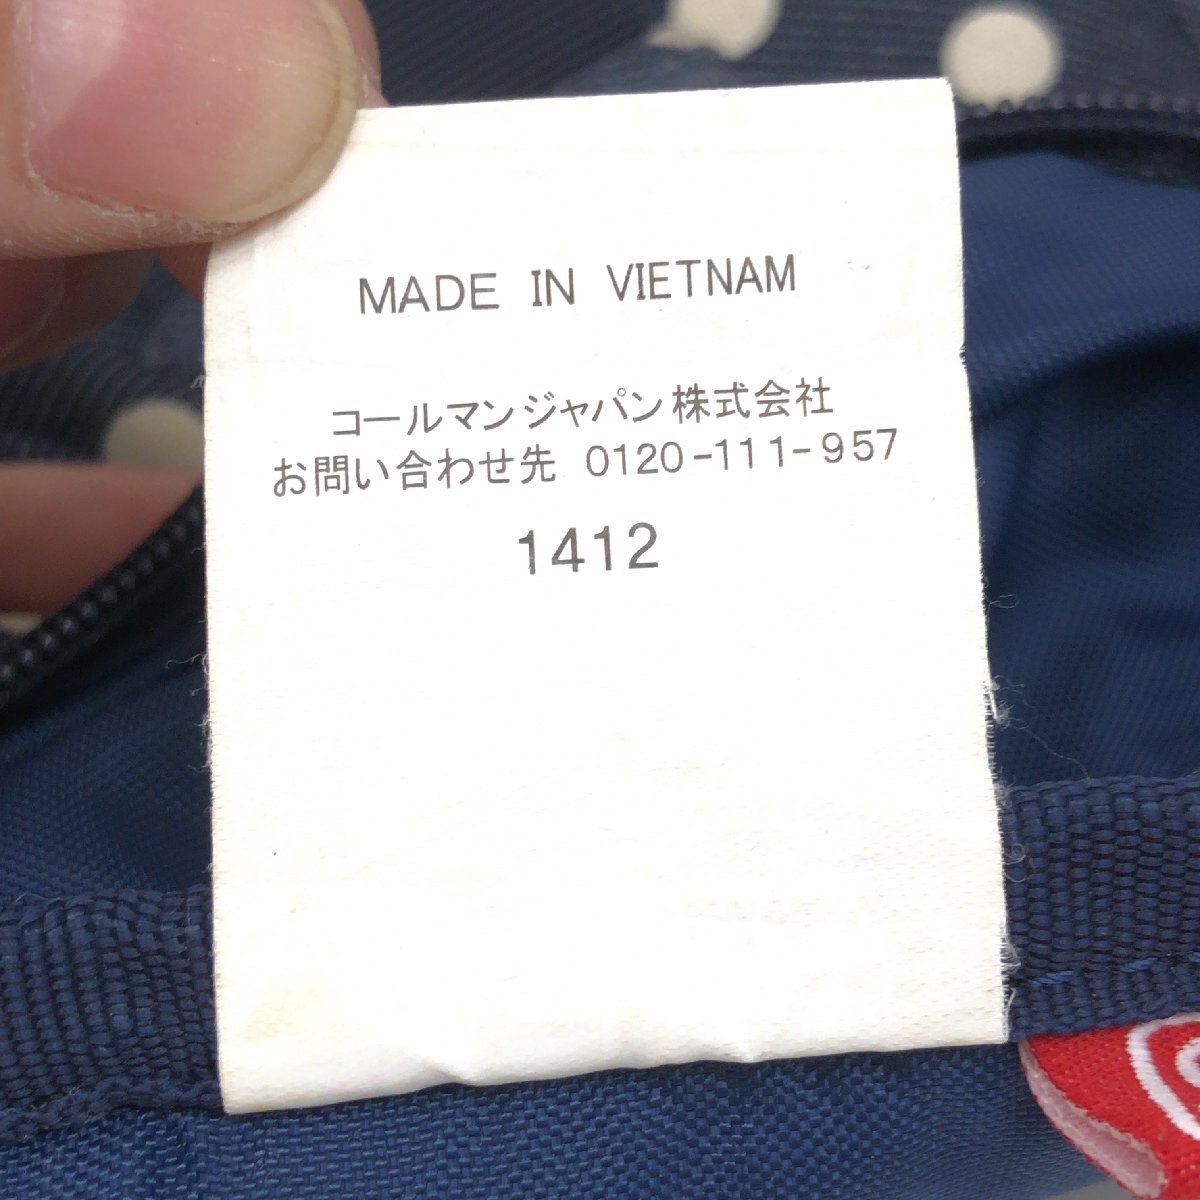 MADE IN VIETNAM
コールマンジャパン株式会社
お問い合わせ先 0120-111-957
1412